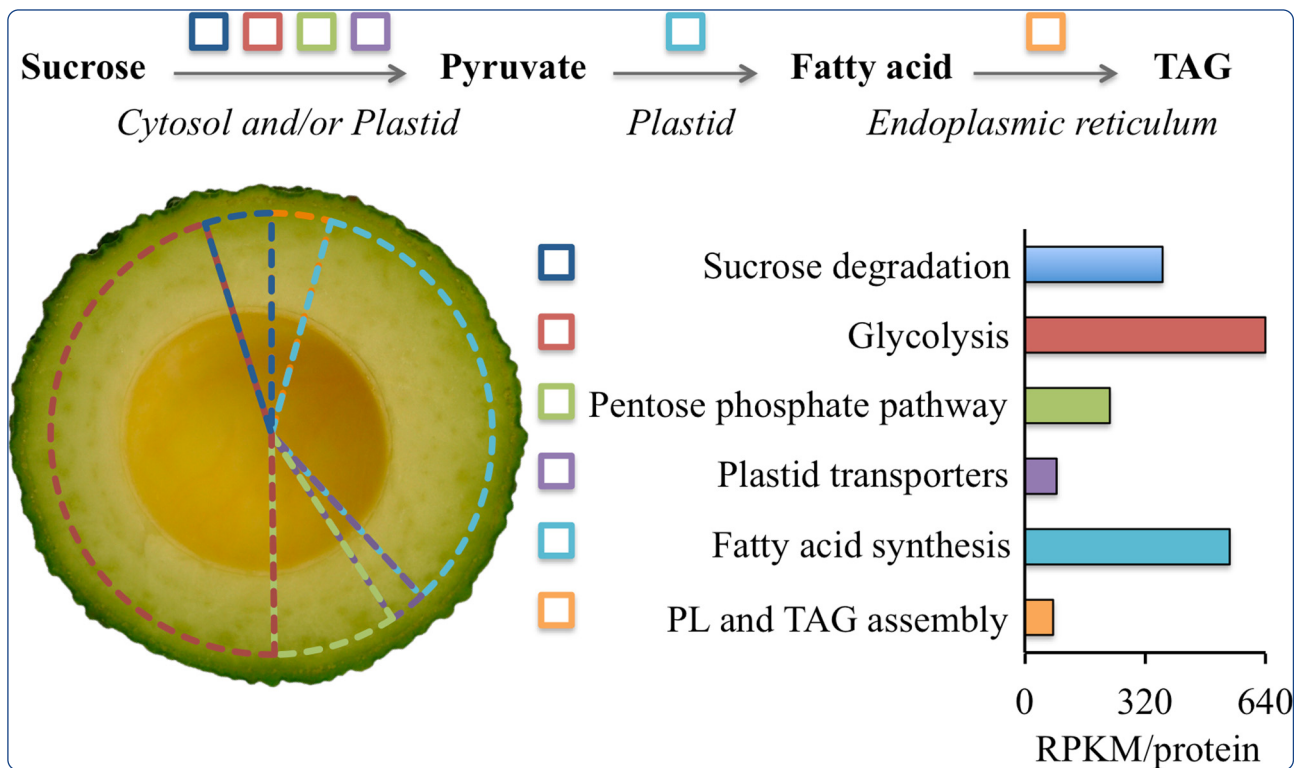 Sucrose Pyruvate Fatty acid TAG
Cytosol and/or Plastid Plastid Endoplasmic reticulum
Sucrose degradation
Glycolysis
Pentose phosphate pathway
Plastid transporters
Fatty acid synthesis
PL and TAG assembly
0 320 640
RPKM/protein